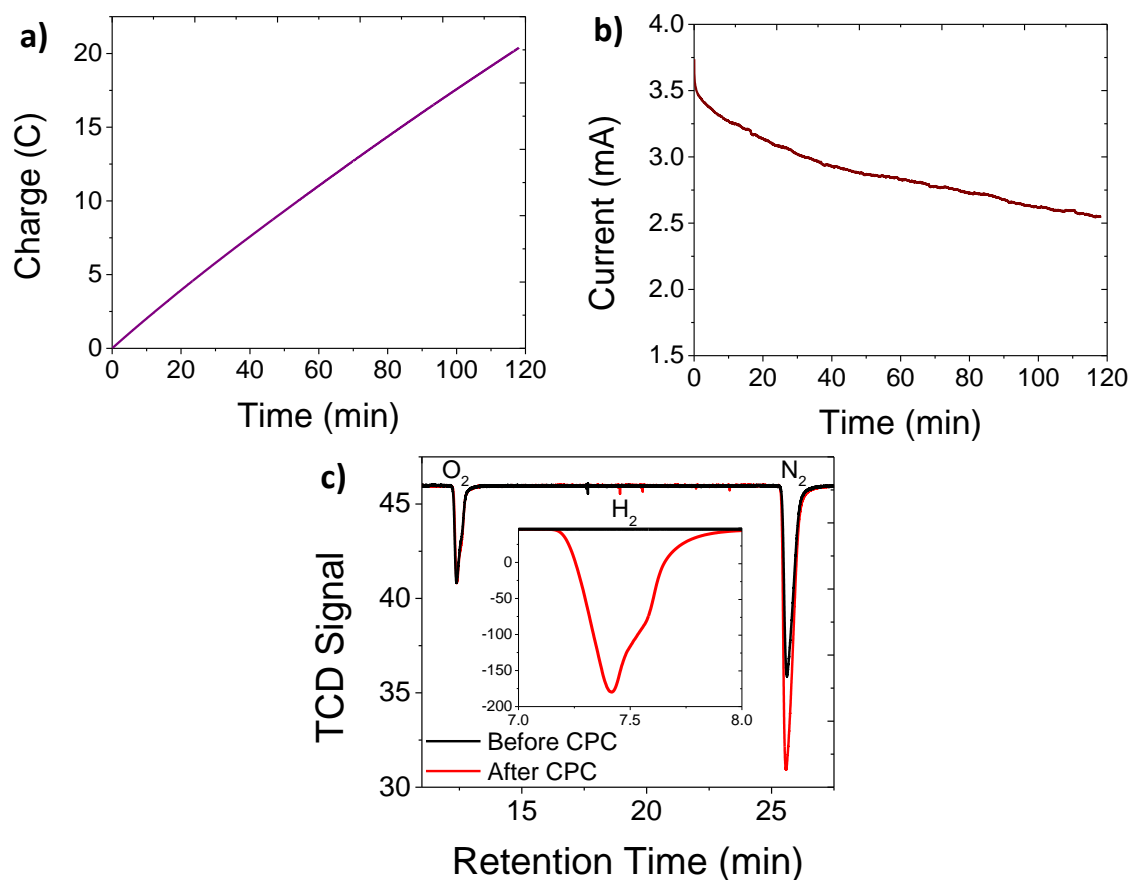 a)
Charge (C)
20
15
10
5
0
0 20 40 60 80 100 120
Time (min)
b)
Current (mA)
4.0
3.5
3.0
2.5
2.0
1.5
0 20 40 60 80 100 120
Time (min)
c)
TCD Signal
45
40
35
30
O₂
N₂
H₂
0
-50
-100
-150
-200
7.0 7.5 8.0
Before CPC
After CPC
15 20 25
Retention Time (min)